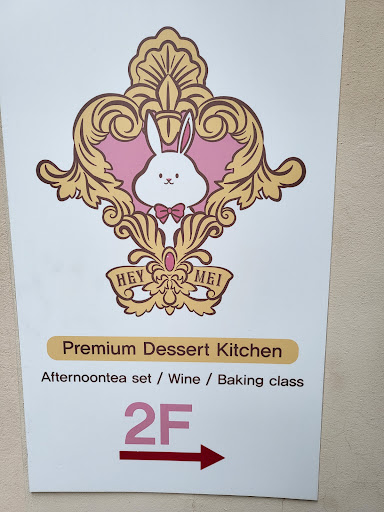 HEY MEI
Premium Dessert Kitchen
Afternoontea set / Wine / Baking class
2F